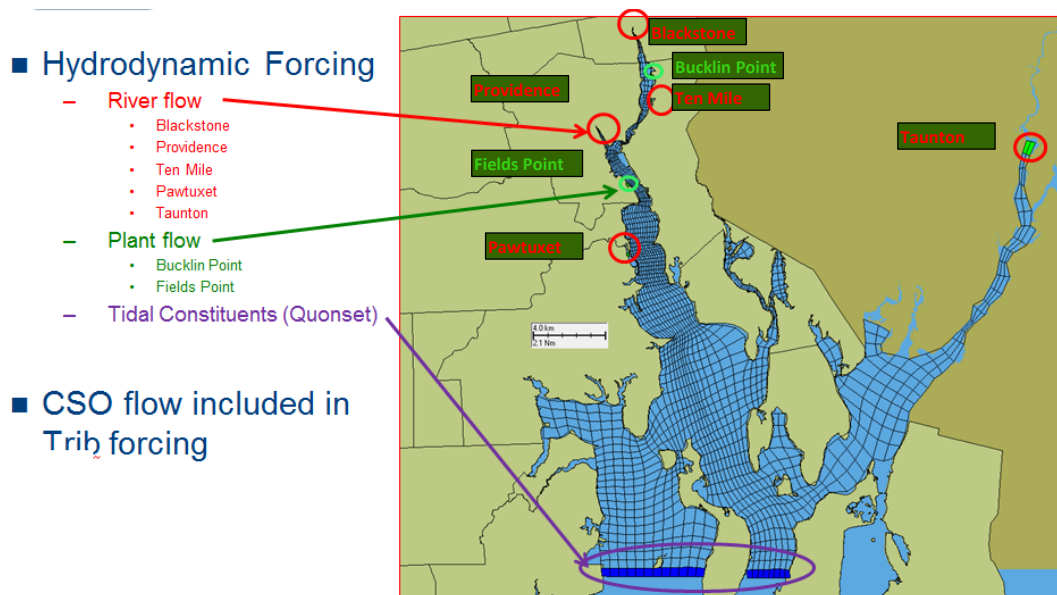 Hydrodynamic Forcing
– River flow
• Blackstone
• Providence
• Ten Mile
• Pawtuxet
• Taunton
– Plant flow
• Bucklin Point
• Fields Point
– Tidal Constituents (Quonset)
CSO flow included in
Trib forcing
Blackstone
Bucklin Point
Providence
Ten Mile
Taunton
Fields Point
Pawtuxet
4.0 km
2.1 Nm